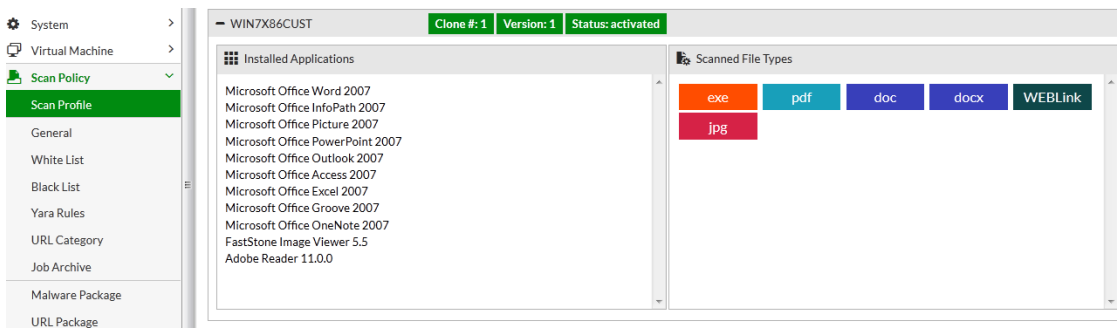 System
Virtual Machine
Scan Policy
Scan Profile
General
White List
Black List
Yara Rules
URL Category
Job Archive
Malware Package
URL Package
WIN7X86CUST
Clone #: 1
Version: 1
Status: activated
Installed Applications
Microsoft Office Word 2007
Microsoft Office InfoPath 2007
Microsoft Office Picture 2007
Microsoft Office PowerPoint 2007
Microsoft Office Outlook 2007
Microsoft Office Access 2007
Microsoft Office Excel 2007
Microsoft Office Groove 2007
Microsoft Office OneNote 2007
FastStone Image Viewer 5.5
Adobe Reader 11.0.0
Scanned File Types
exe
pdf
doc
docx
WEBLink
jpg